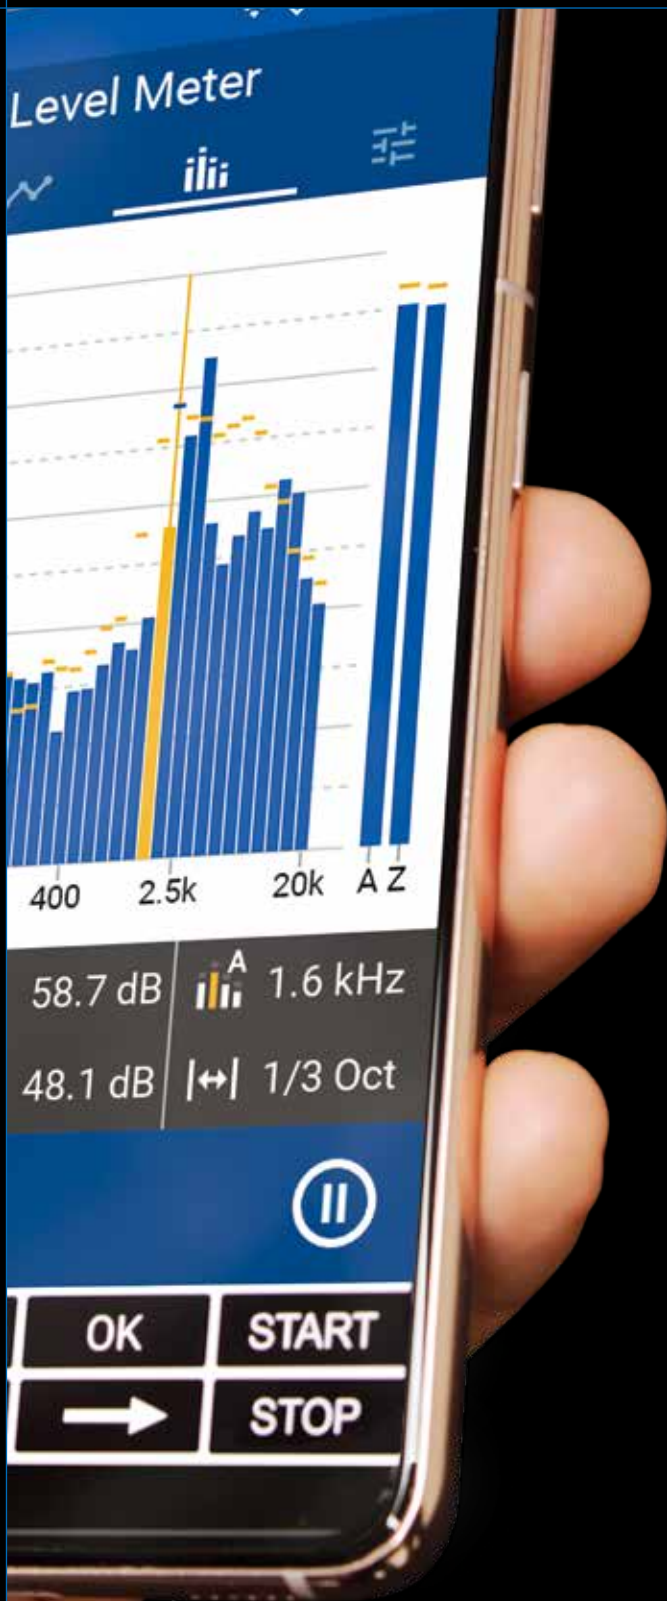 Level Meter
400 2.5k 20k A Z
58.7 dB A 1.6 kHz
48.1 dB 1/3 Oct
OK START
STOP